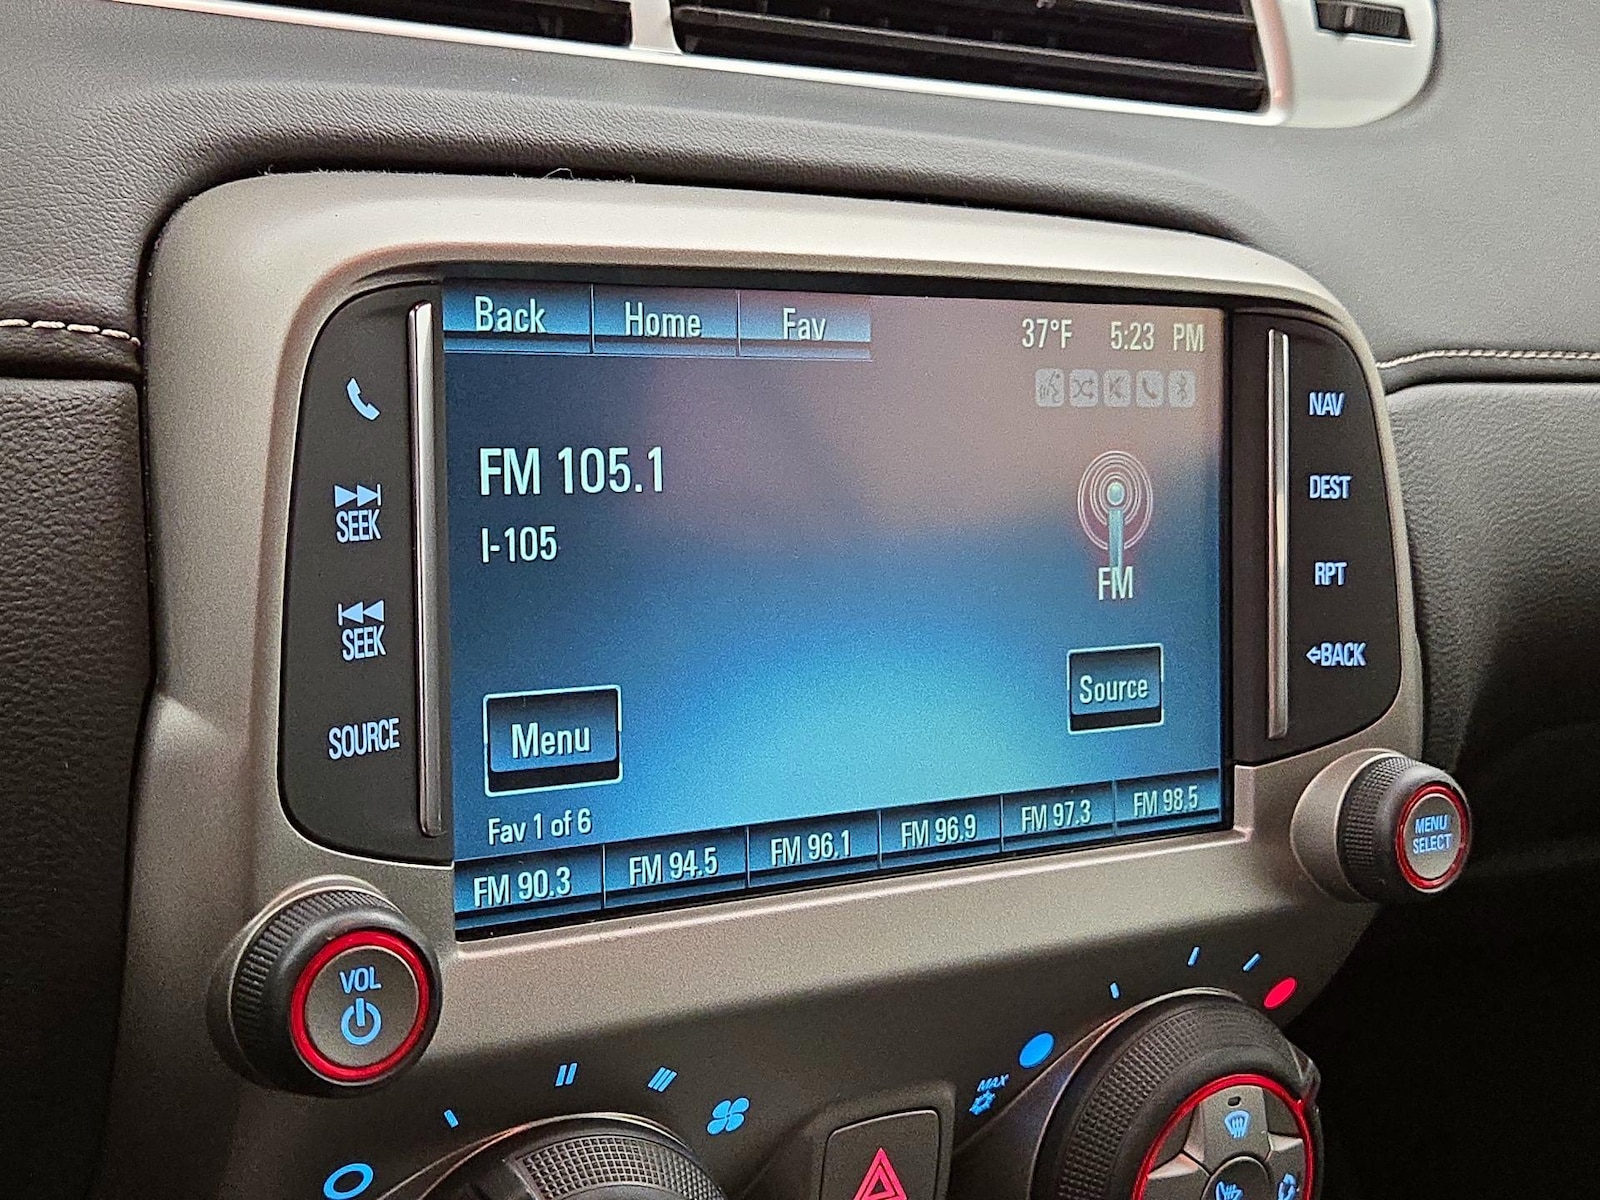 Back Home Fav 37°F 5:23 PM
FM 105.1
I-105
FM
Menu
Source
Fav 1 of 6
FM 90.3 FM 94.5 FM 96.1 FM 96.9 FM 97.3 FM 98.5
SEEK
SEEK
SOURCE
NAV
DEST
RPT
BACK
VOL
MENU
SELECT
MAX